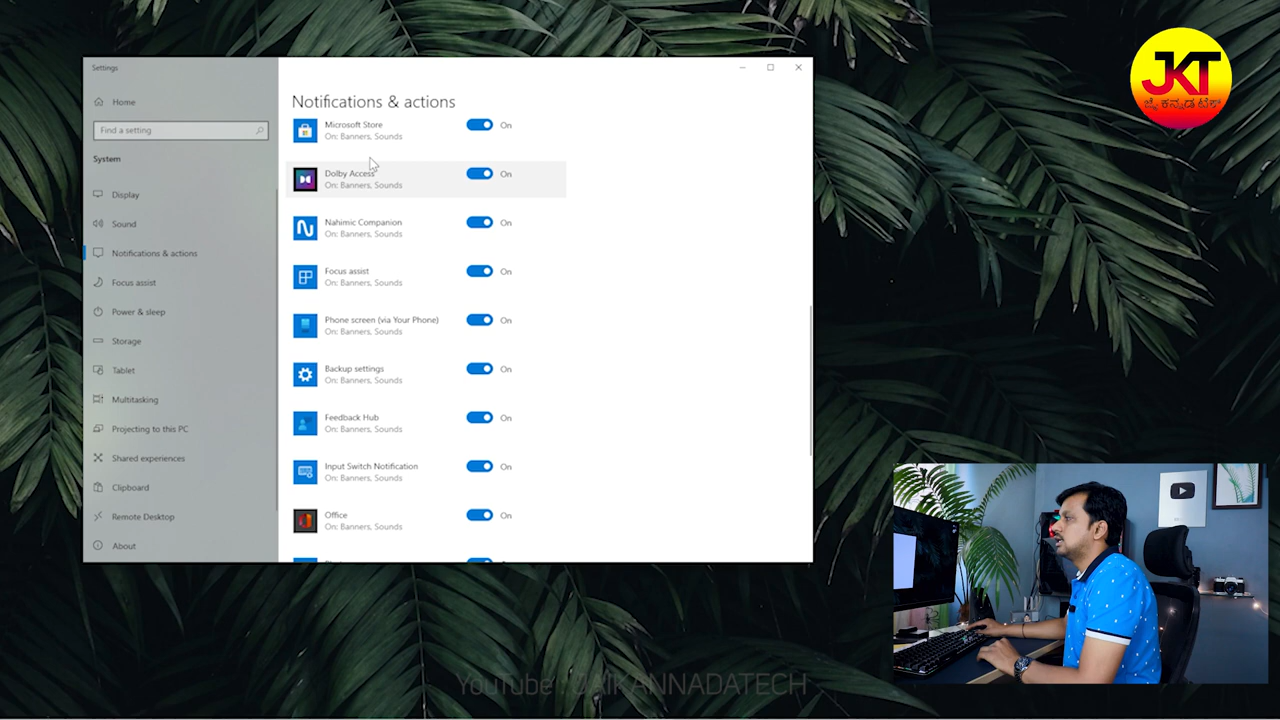 Settings
Home
Find a setting
System
Display
Sound
Notifications & actions
Focus assist
Power & sleep
Storage
Tablet
Multitasking
Projecting to this PC
Shared experiences
Clipboard
Remote Desktop
About
Notifications & actions
Microsoft Store
On: Banners, Sounds
On
Dolby Access
On: Banners, Sounds
On
Nahimic Companion
On: Banners, Sounds
On
Focus assist
On: Banners, Sounds
On
Phone screen (via Your Phone)
On: Banners, Sounds
On
Backup settings
On: Banners, Sounds
On
Feedback Hub
On: Banners, Sounds
On
Input Switch Notification
On: Banners, Sounds
On
Office
On: Banners, Sounds
On
JKT
ಜೈ ಕನ್ನಡ ಟೆಕ್
YouTube : JAIKANNADATECH